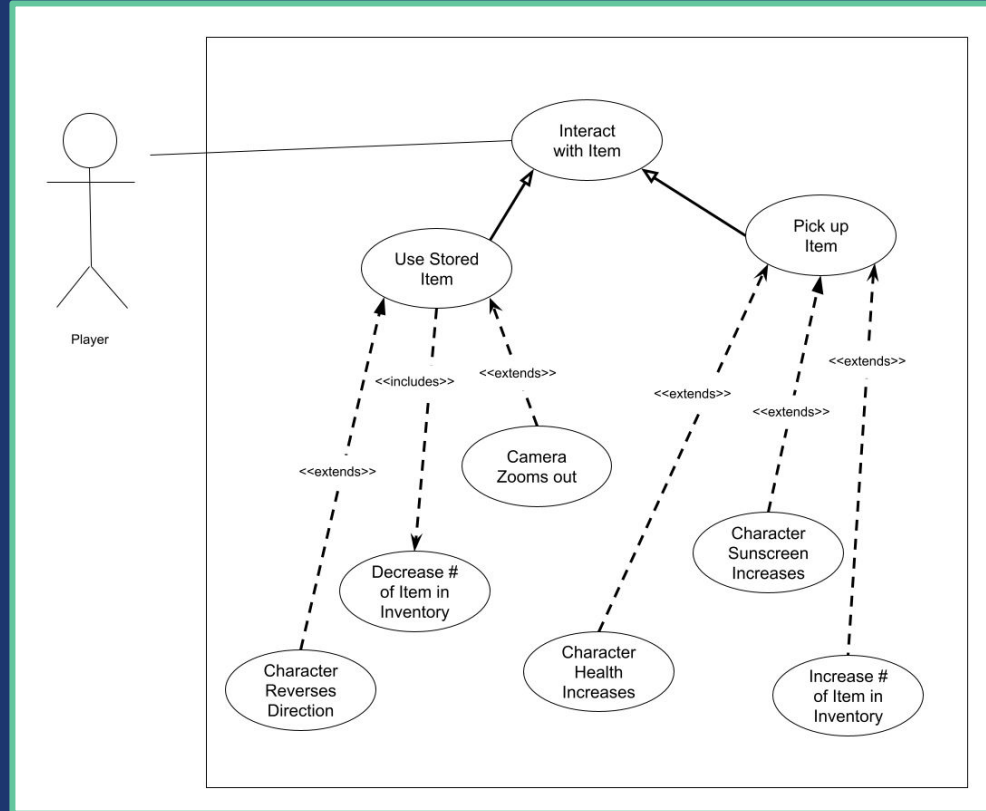 Interact
with Item
Pick up
Item
Use Stored
Item
Player
<<extends>>
<<includes>>
<<extends>>
<<extends>>
<<extends>>
Camera
Zooms out
<<extends>>
Character
Sunscreen
Increases
Decrease #
of Item in
Inventory
Character
Health
Increases
Character
Reverses
Direction
Increase #
of Item in
Inventory